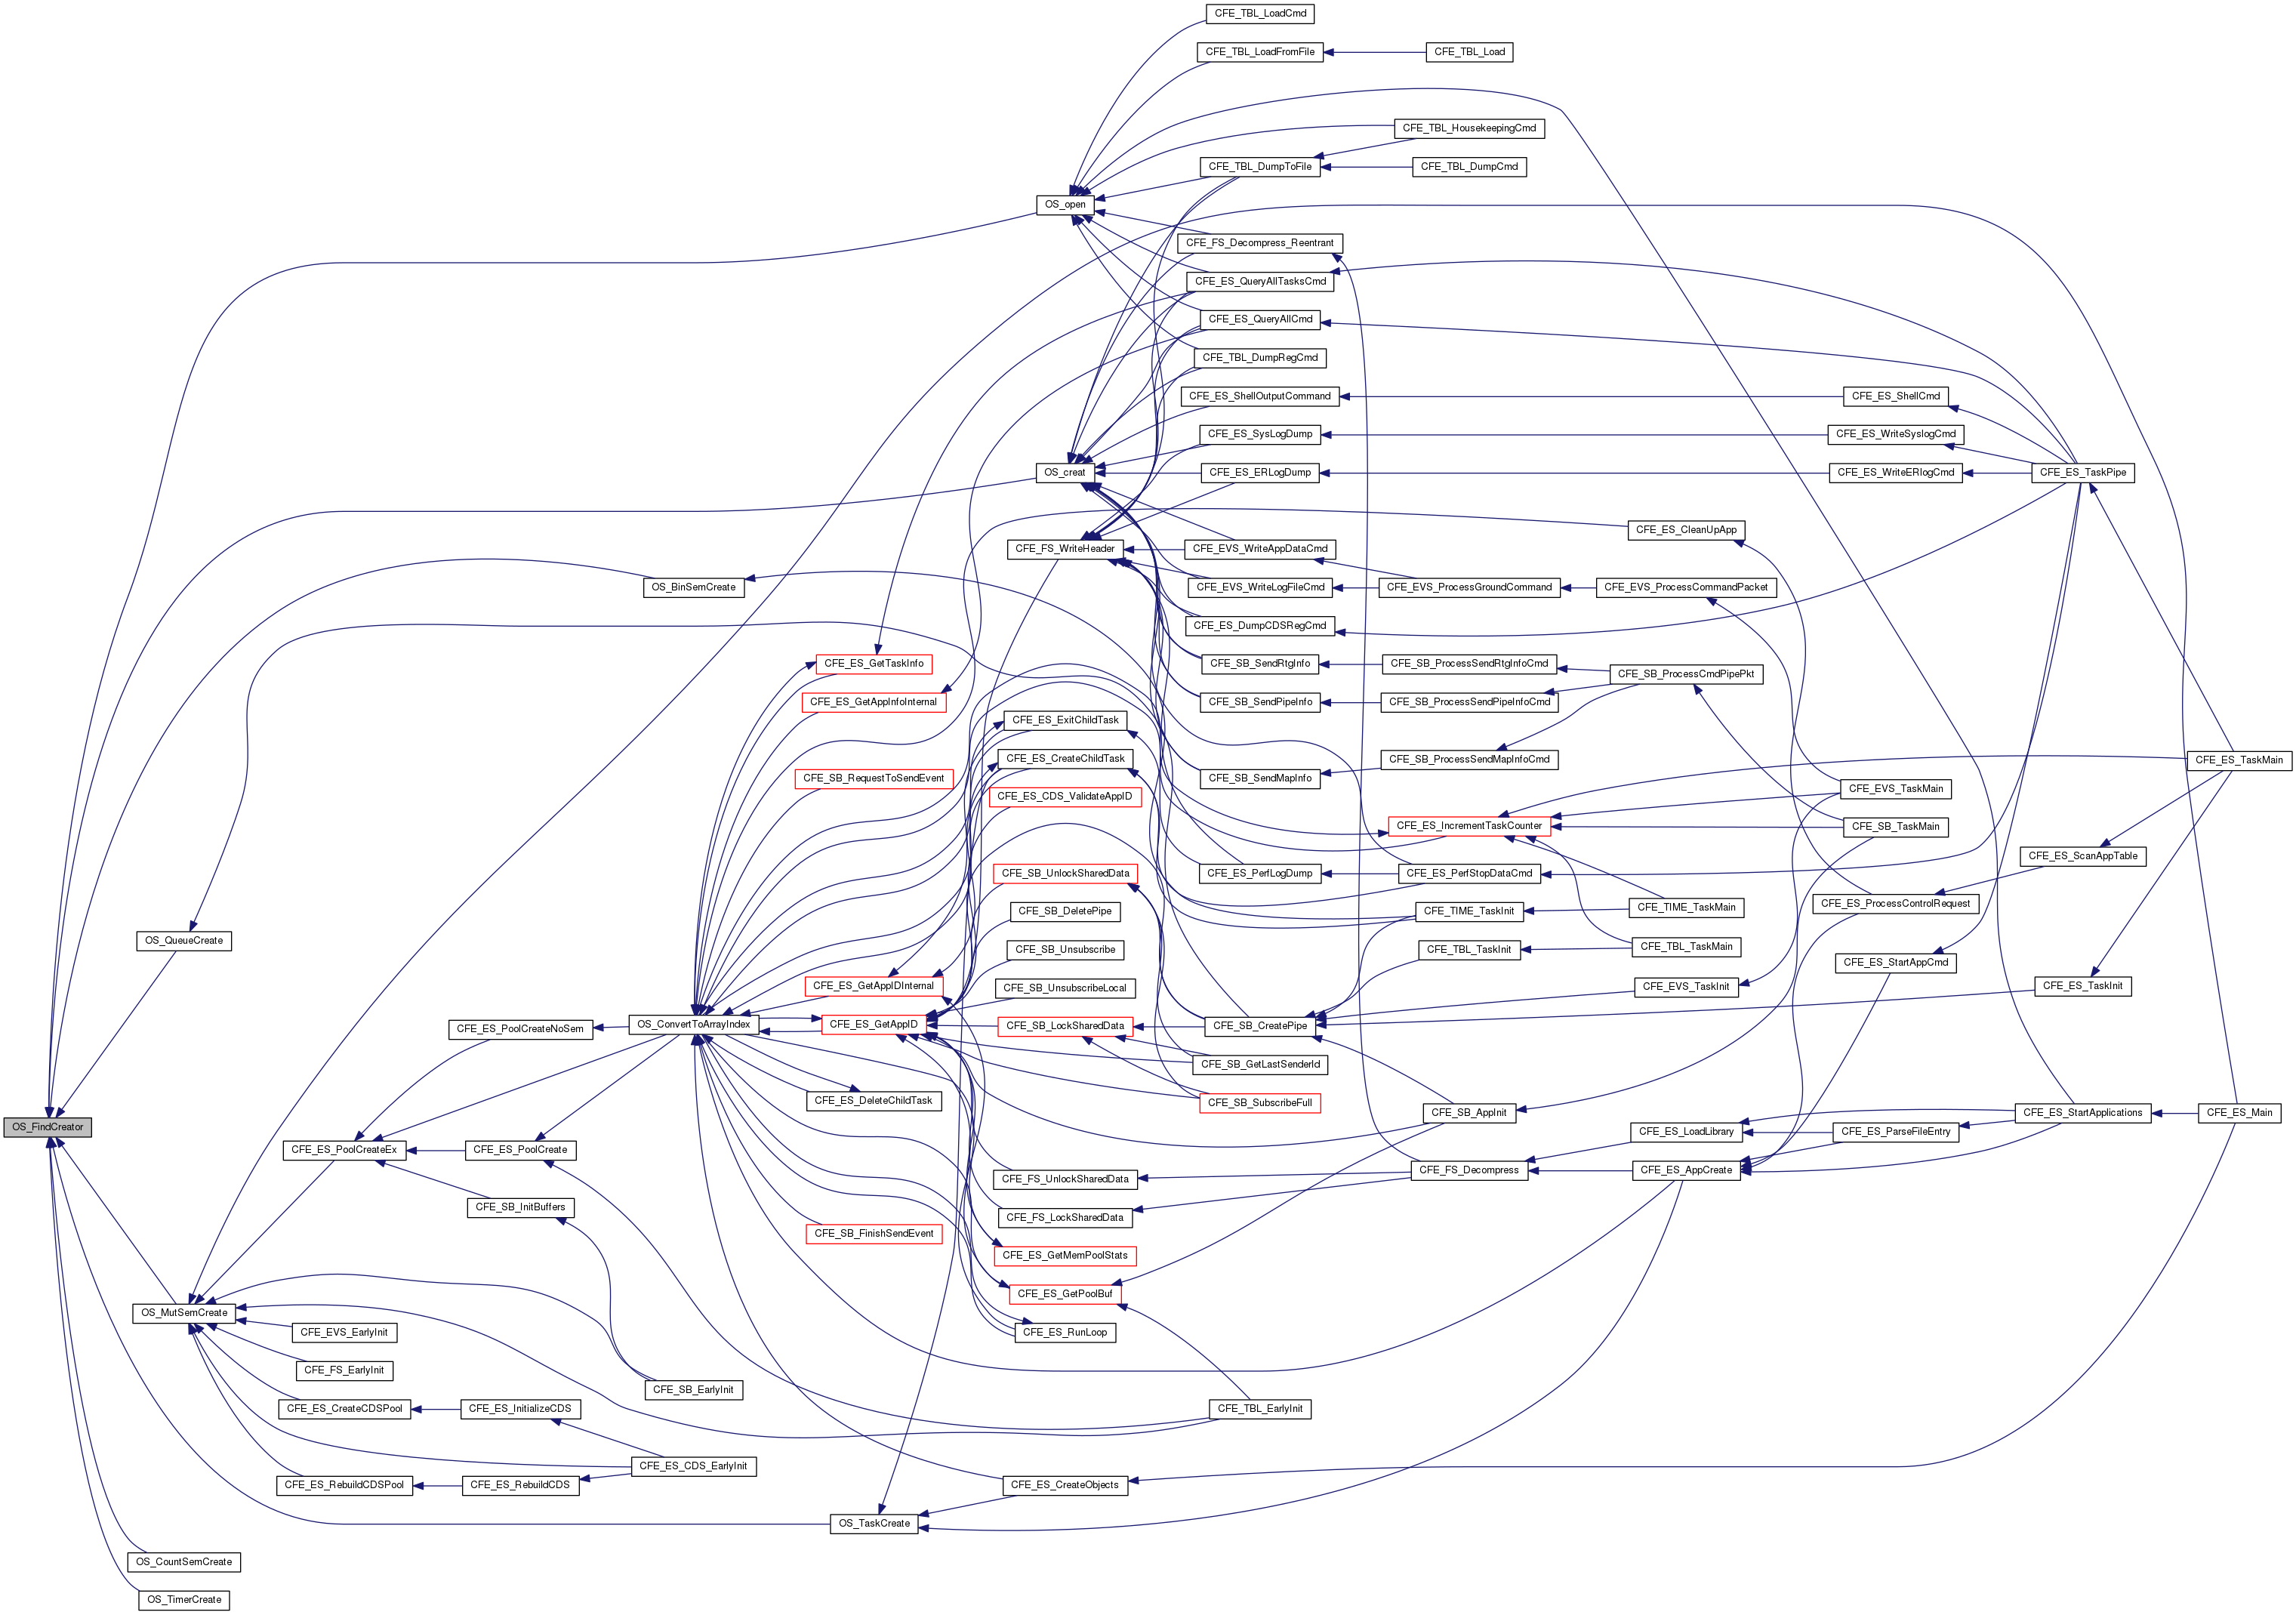 CFE_TBL_LoadCmd
CFE_TBL_LoadFromFile
CFE_TBL_Load
CFE_TBL_HousekeepingCmd
CFE_TBL_DumpToFile
CFE_TBL_DumpCmd
OS_open
CFE_FS_Decompress_Reentrant
CFE_ES_QueryAllTasksCmd
CFE_ES_QueryAllCmd
CFE_TBL_DumpRegCmd
CFE_ES_ShellOutputCommand
CFE_ES_ShellCmd
CFE_ES_SysLogDump
CFE_ES_WriteSyslogCmd
OS_creat
CFE_ES_ERLogDump
CFE_ES_WriteERlogCmd
CFE_ES_TaskPipe
CFE_ES_CleanUpApp
CFE_FS_WriteHeader
CFE_EVS_WriteAppDataCmd
OS_BinSemCreate
CFE_EVS_WriteLogFileCmd
CFE_EVS_ProcessGroundCommand
CFE_EVS_ProcessCommandPacket
CFE_ES_DumpCDSRegCmd
CFE_ES_GetTaskInfo
CFE_SB_SendRtgInfo
CFE_SB_ProcessSendRtgInfoCmd
CFE_SB_ProcessCmdPipePkt
CFE_ES_GetAppInfoInternal
CFE_SB_SendPipeInfo
CFE_SB_ProcessSendPipeInfoCmd
CFE_ES_ExitChildTask
CFE_ES_CreateChildTask
CFE_SB_ProcessSendMapInfoCmd
CFE_ES_TaskMain
CFE_SB_RequestToSendEvent
CFE_SB_SendMapInfo
CFE_ES_CDS_ValidateAppID
CFE_EVS_TaskMain
CFE_ES_IncrementTaskCounter
CFE_SB_TaskMain
CFE_ES_ScanAppTable
CFE_SB_UnlockSharedData
CFE_ES_PerfLogDump
CFE_ES_PerfStopDataCmd
CFE_ES_ProcessControlRequest
CFE_SB_DeletePipe
CFE_TIME_TaskInit
CFE_TIME_TaskMain
OS_QueueCreate
CFE_SB_Unsubscribe
CFE_TBL_TaskInit
CFE_TBL_TaskMain
CFE_ES_StartAppCmd
CFE_ES_GetAppIDInternal
CFE_SB_UnsubscribeLocal
CFE_EVS_TaskInit
CFE_ES_TaskInit
CFE_ES_PoolCreateNoSem
OS_ConvertToArrayIndex
CFE_ES_GetAppID
CFE_SB_LockSharedData
CFE_SB_CreatePipe
CFE_SB_GetLastSenderId
CFE_ES_DeleteChildTask
CFE_SB_SubscribeFull
CFE_SB_AppInit
CFE_ES_StartApplications
CFE_ES_Main
OS_FindCreator
CFE_ES_LoadLibrary
CFE_ES_ParseFileEntry
CFE_ES_PoolCreateEx
CFE_ES_PoolCreate
CFE_FS_UnlockSharedData
CFE_FS_Decompress
CFE_ES_AppCreate
CFE_SB_InitBuffers
CFE_FS_LockSharedData
CFE_SB_FinishSendEvent
CFE_ES_GetMemPoolStats
CFE_ES_GetPoolBuf
OS_MutSemCreate
CFE_EVS_EarlyInit
CFE_ES_RunLoop
CFE_FS_EarlyInit
CFE_SB_EarlyInit
CFE_ES_CreateCDSPool
CFE_ES_InitializeCDS
CFE_TBL_EarlyInit
CFE_ES_CDS_EarlyInit
CFE_ES_RebuildCDSPool
CFE_ES_RebuildCDS
CFE_ES_CreateObjects
OS_TaskCreate
OS_CountSemCreate
OS_TimerCreate